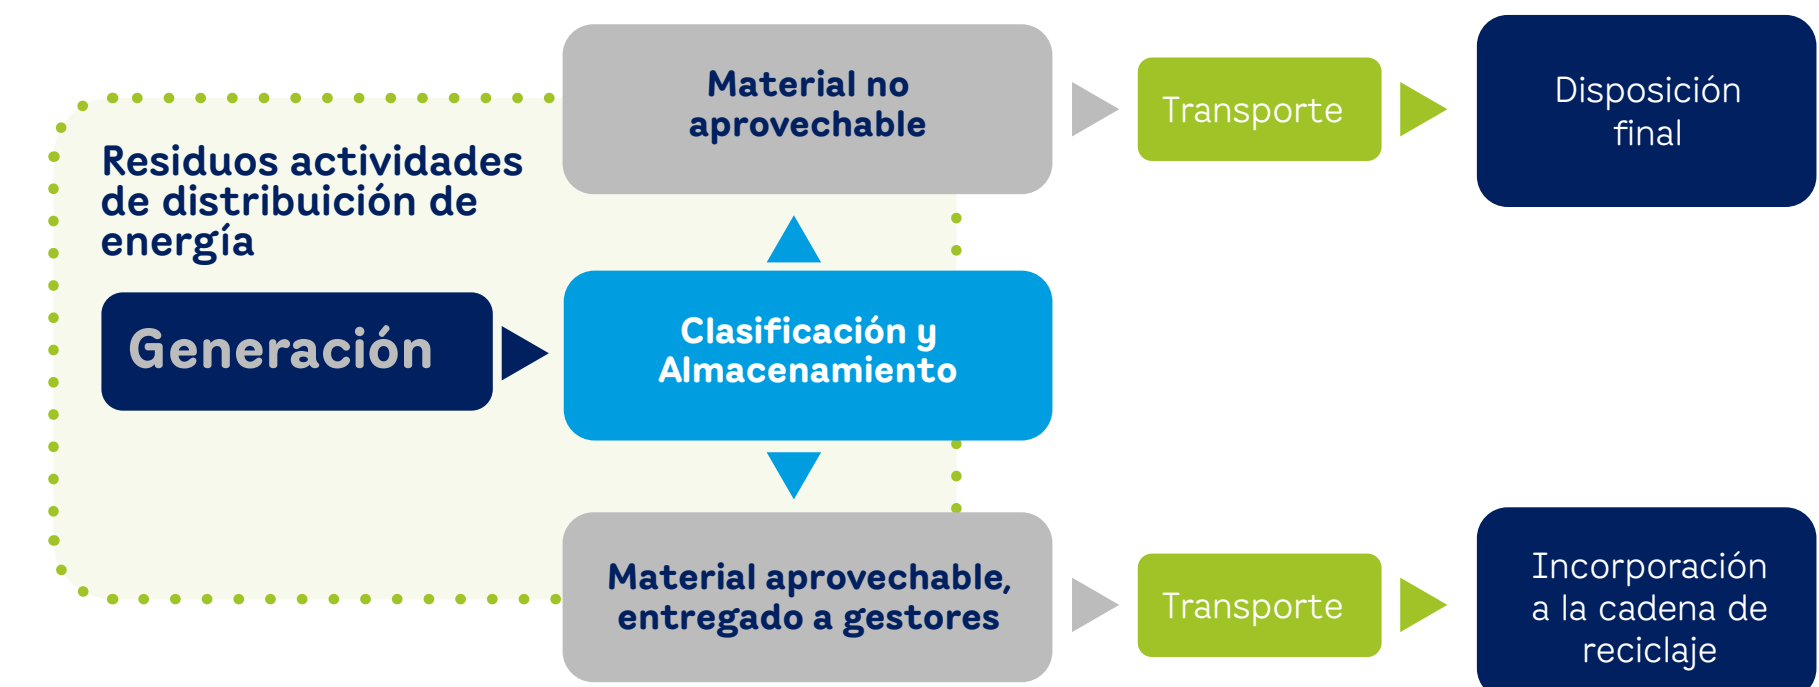 Material no
aprovechable
Transporte
Disposición
final
Residuos actividades
de distribuición de
energía
Generación
Clasificación y
Almacenamiento
Material aprovechable,
entregado a gestores
Transporte
Incorporación
a la cadena de
reciclaje